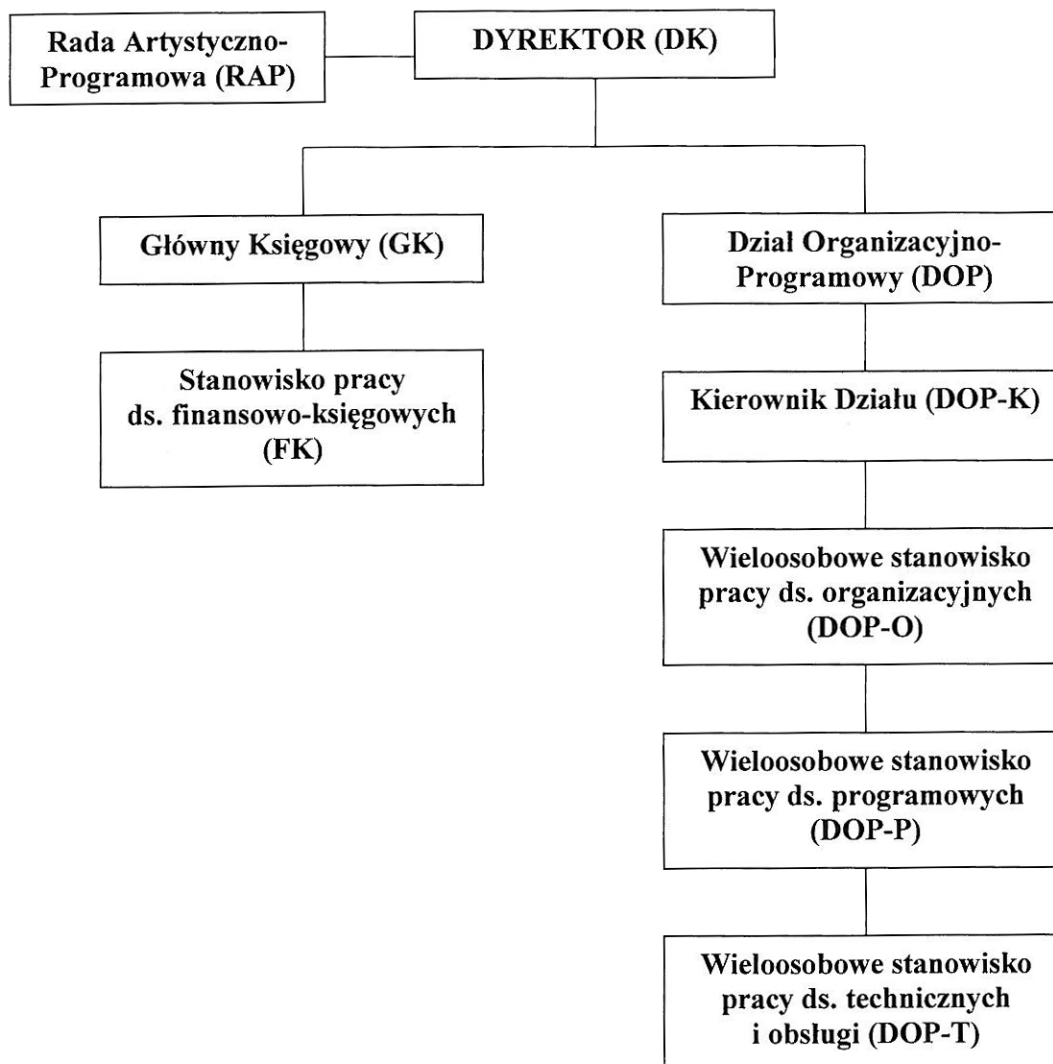 Rada Artystyczno-
Programowa (RAP)
DYREKTOR (DK)
Główny Księgowy (GK)
Stanowisko pracy
ds. finansowo-księgowych
(FK)
Dział Organizacyjno-
Programowy (DOP)
Kierownik Działu (DOP-K)
Wieloosobowe stanowisko
pracy ds. organizacyjnych
(DOP-O)
Wieloosobowe stanowisko
pracy ds. programowych
(DOP-P)
Wieloosobowe stanowisko
pracy ds. technicznych
i obsługi (DOP-T)